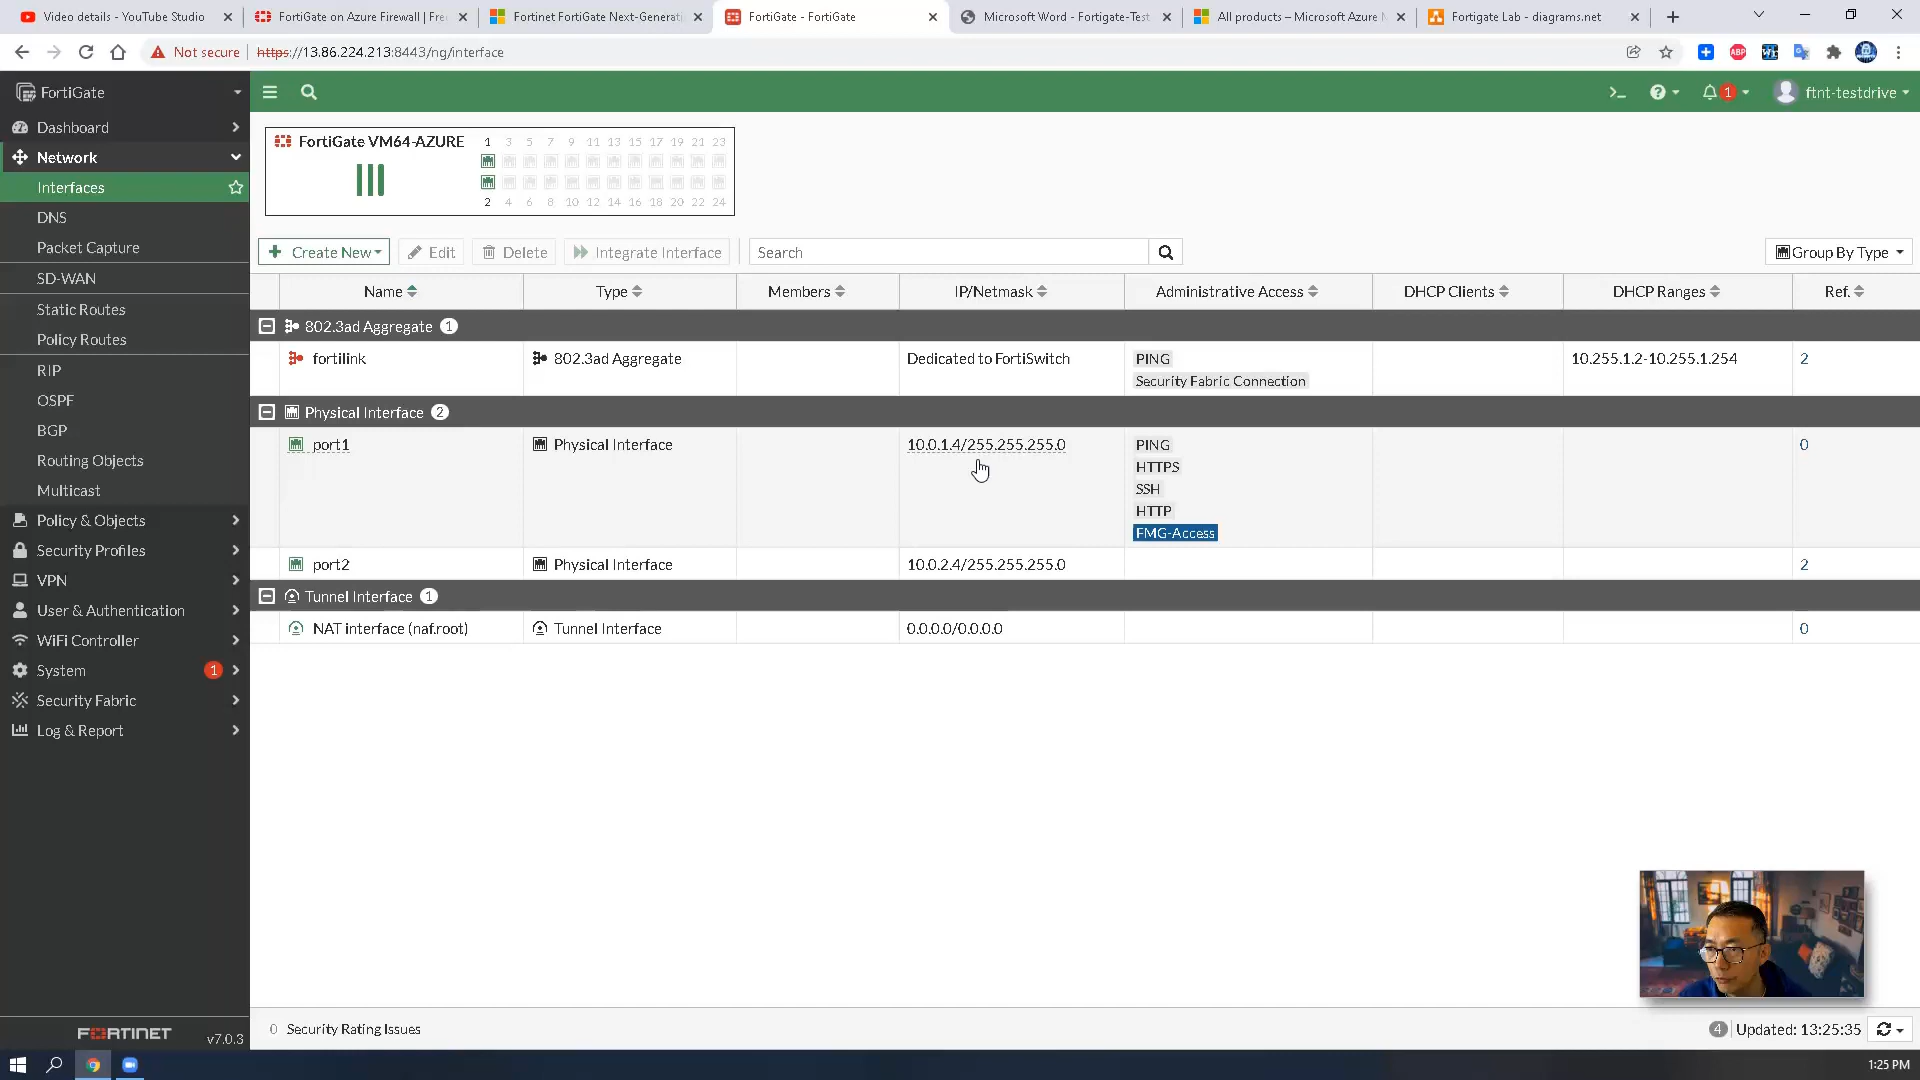 Video details - YouTube Studio
FortiGate on Azure Firewall | Fre
Fortinet FortiGate Next-Generati
FortiGate - FortiGate
Microsoft Word - Fortigate-Test
All products – Microsoft Azure
Fortigate Lab - diagrams.net
Not secure
https://13.86.224.213:8443/ng/interface
ABP
FortiGate
>_
1
ftnt-testdrive
Dashboard
Network
Interfaces
DNS
Packet Capture
SD-WAN
Static Routes
Policy Routes
RIP
OSPF
BGP
Routing Objects
Multicast
Policy & Objects
Security Profiles
VPN
User & Authentication
WiFi Controller
System 1
Security Fabric
Log & Report
FORTINET v7.0.3
FortiGate VM64-AZURE
1 3 5 7 9 11 13 15 17 19 21 23
2 4 6 8 10 12 14 16 18 20 22 24
+ Create New Edit Delete Integrate Interface Search Group By Type
Name Type Members IP/Netmask Administrative Access DHCP Clients DHCP Ranges Ref.
802.3ad Aggregate 1
fortilink 802.3ad Aggregate Dedicated to FortiSwitch PING 10.255.1.2-10.255.1.254 2
Security Fabric Connection
Physical Interface 2
port1 Physical Interface 10.0.1.4/255.255.255.0 PING 0
HTTPS
SSH
HTTP
FMG-Access
port2 Physical Interface 10.0.2.4/255.255.255.0 2
Tunnel Interface 1
NAT interface (naf.root) Tunnel Interface 0.0.0.0/0.0.0.0 0
0 Security Rating Issues
4 Updated: 13:25:35
1:25 PM